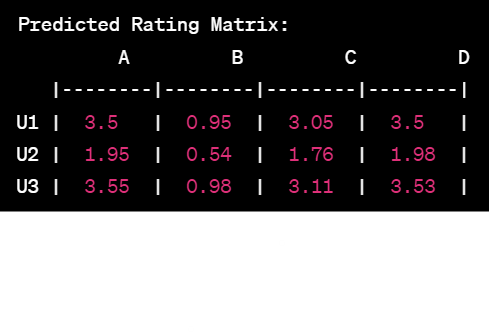 Predicted Rating Matrix:
A B C D
|--------|--------|--------|--------|
U1 | 3.5 | 0.95 | 3.05 | 3.5 |
U2 | 1.95 | 0.54 | 1.76 | 1.98 |
U3 | 3.55 | 0.98 | 3.11 | 3.53 |